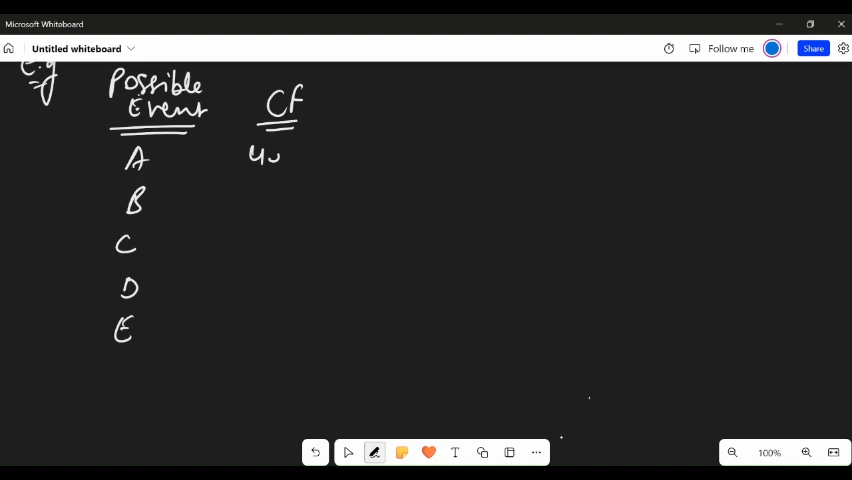 Microsoft Whiteboard
Untitled whiteboard
Follow me
Share
e.g
Possible
Event
CF
A
B
C
D
E
100%